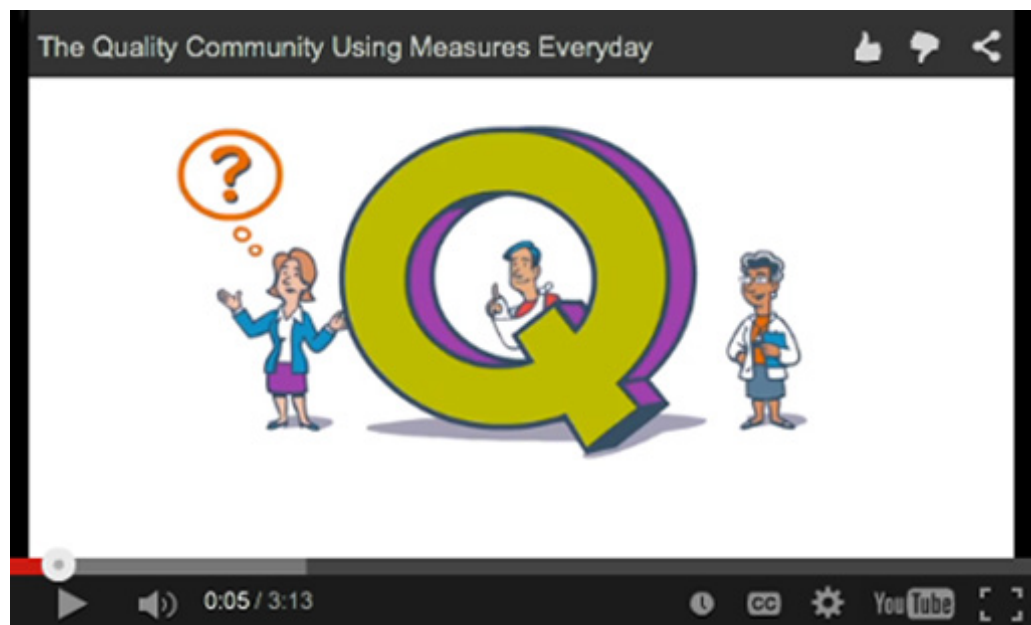 The Quality Community Using Measures Everyday
?
Q
0:05 / 3:13
CC
YouTube